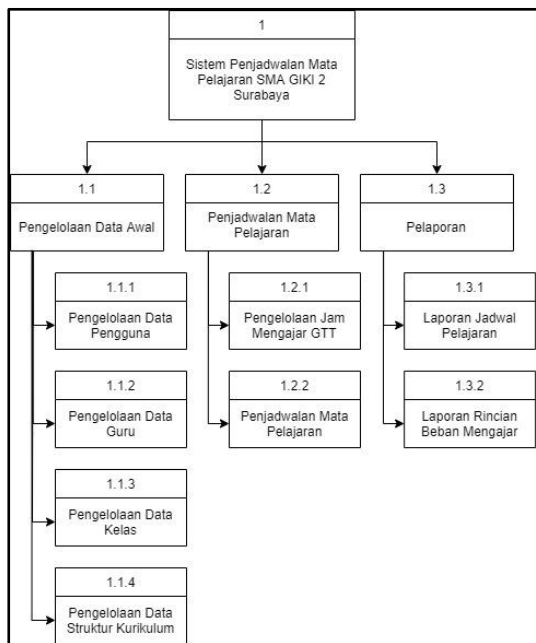 1
Sistem Penjadwalan Mata
Pelajaran SMA GIKI 2
Surabaya
1.1
Pengelolaan Data Awal
1.2
Penjadwalan Mata
Pelajaran
1.3
Pelaporan
1.1.1
Pengelolaan Data
Pengguna
1.1.2
Pengelolaan Data
Guru
1.1.3
Pengelolaan Data
Kelas
1.1.4
Pengelolaan Data
Struktur Kurikulum
1.2.1
Pengelolaan Jam
Mengajar GTT
1.2.2
Penjadwalan Mata
Pelajaran
1.3.1
Laporan Jadwal
Pelajaran
1.3.2
Laporan Rincian
Beban Mengajar